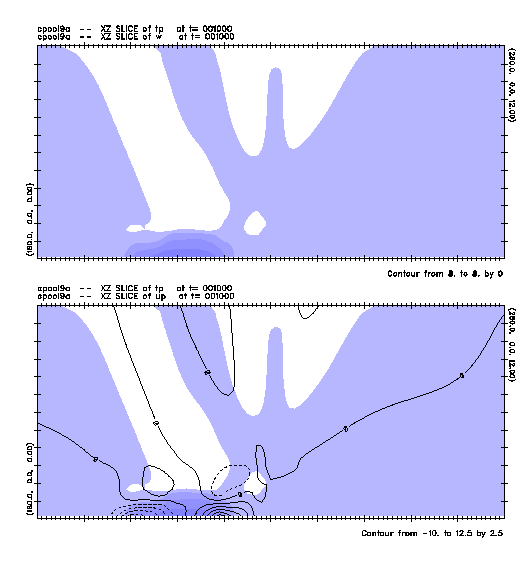 cpool9a -- XZ SLICE of tp at t= 001000
cpool9a -- XZ SLICE of w at t= 001000
(280.0, 0.0, 12.00)
(180.0, 0.0, 0.00)
Contour from 8. to 8. by 0
cpool9a -- XZ SLICE of tp at t= 001000
cpool9a -- XZ SLICE of up at t= 001000
(280.0, 0.0, 12.00)
(180.0, 0.0, 0.00)
Contour from -10. to 12.5 by 2.5